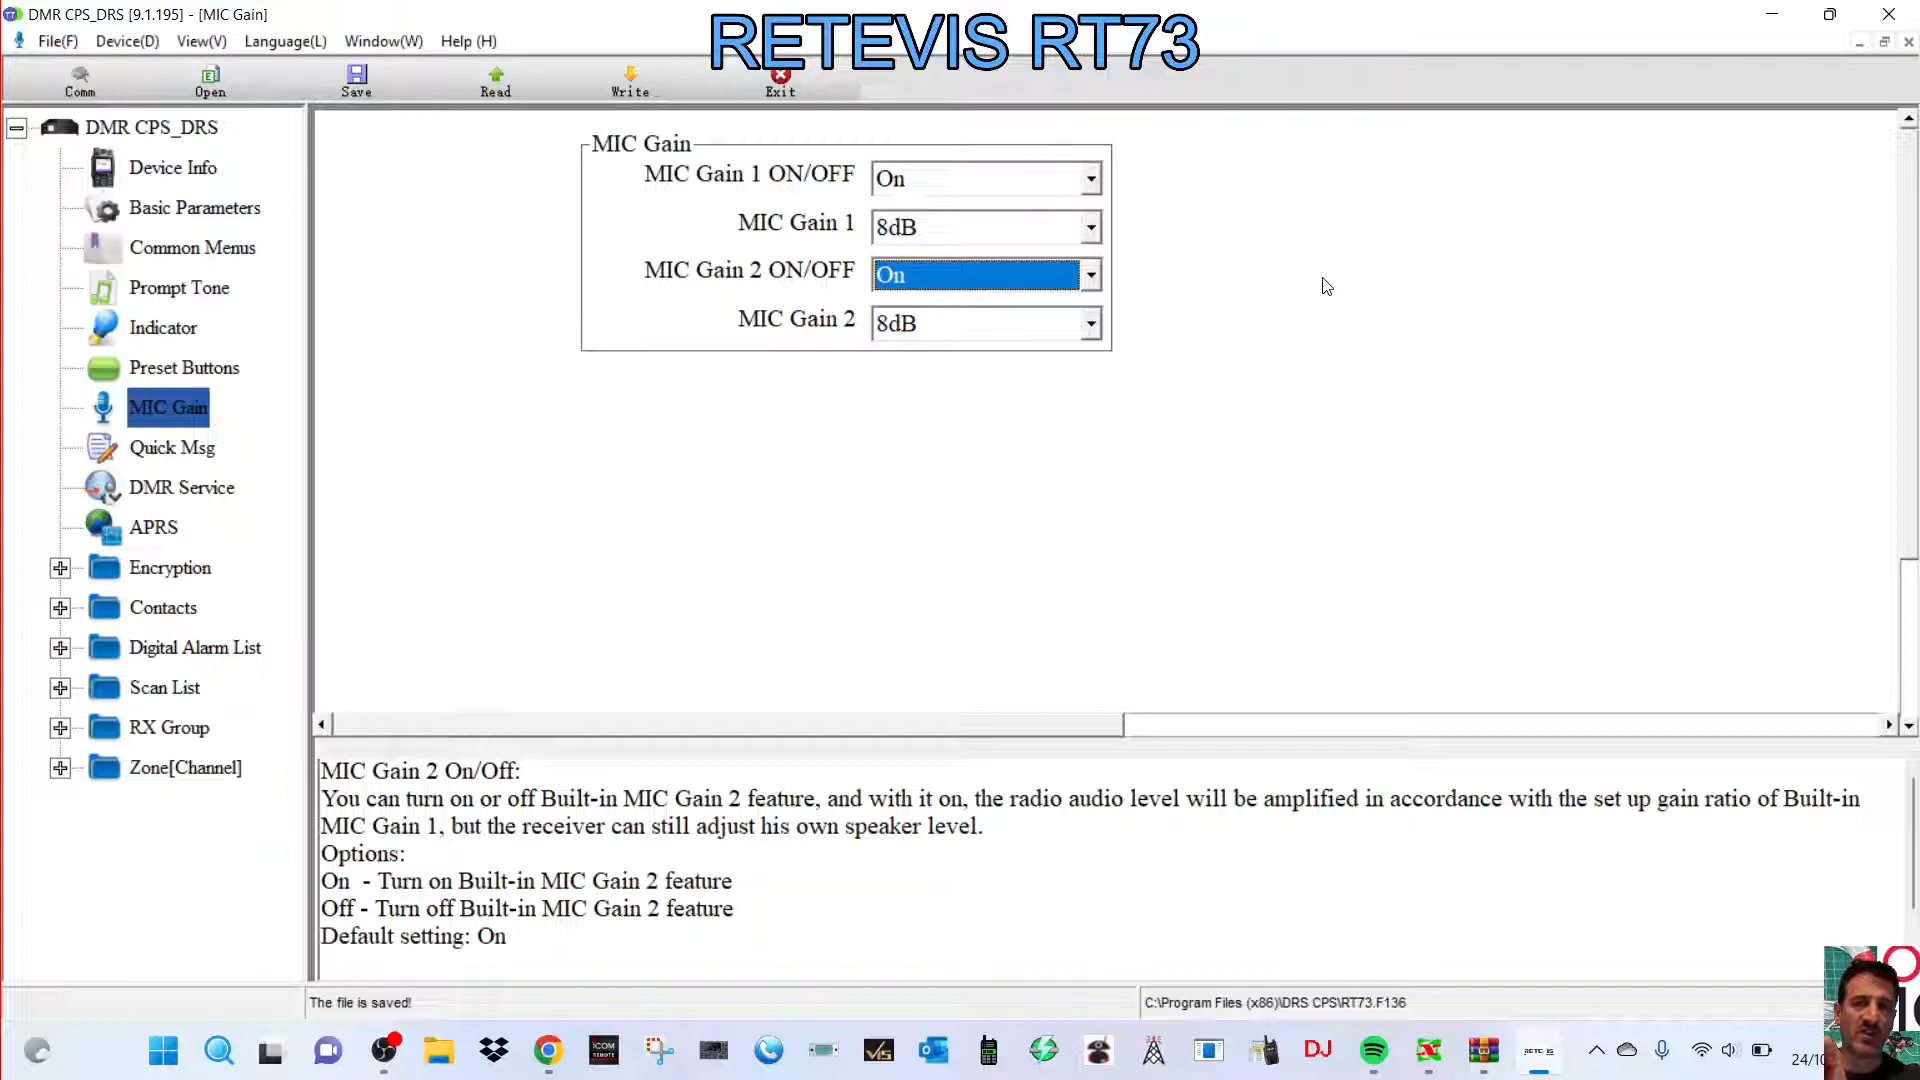 DMR CPS_DRS [9.1.195] - [MIC Gain]
RETEVIS RT73
File(F) Device(D) View(V) Language(L) Window(W) Help (H)
Comm Open Save Read Write Exit
DMR CPS_DRS
Device Info
Basic Parameters
Common Menus
Prompt Tone
Indicator
Preset Buttons
MIC Gain
Quick Msg
DMR Service
APRS
Encryption
Contacts
Digital Alarm List
Scan List
RX Group
Zone[Channel]
MIC Gain
MIC Gain 1 ON/OFF On
MIC Gain 1 8dB
MIC Gain 2 ON/OFF On
MIC Gain 2 8dB
MIC Gain 2 On/Off:
You can turn on or off Built-in MIC Gain 2 feature, and with it on, the radio audio level will be amplified in accordance with the set up gain ratio of Built-in
MIC Gain 1, but the receiver can still adjust his own speaker level.
Options:
On - Turn on Built-in MIC Gain 2 feature
Off - Turn off Built-in MIC Gain 2 feature
Default setting: On
The file is saved! C:\Program Files (x86)\DRS CPS\RT73.F136
ICOM
REMOTE
VIS
DJ
RETEVIS
24/10